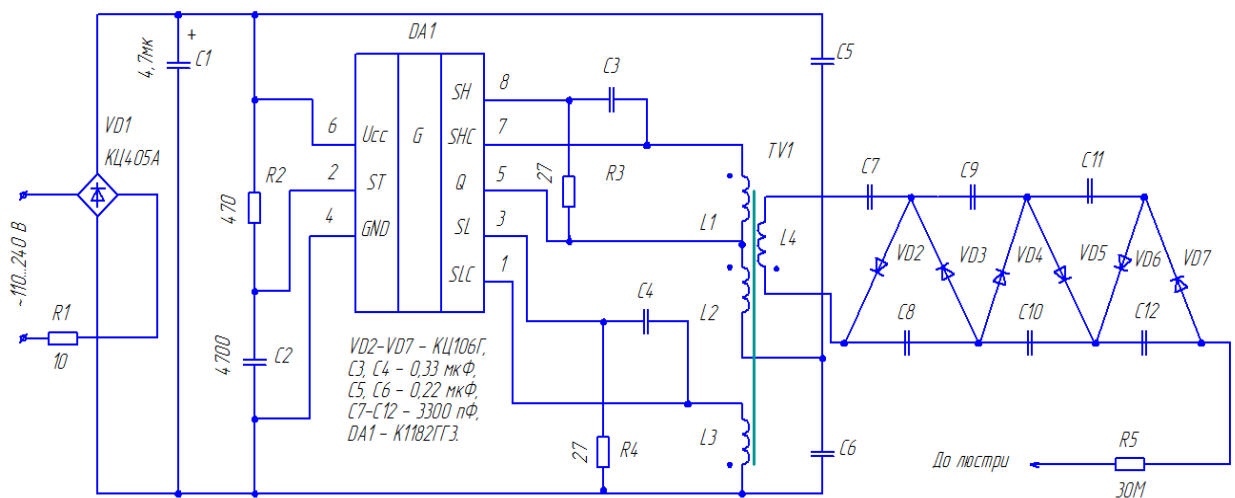 4,7мк
+
C1
VD1
КЦ405А
~110...240 В
R1
10
R2
470
C2
4700
DA1
6
2
4
Ucc
ST
GND
G
SH
SHC
Q
SL
SLC
8
7
5
3
1
C3
27
R3
C4
27
R4
VD2-VD7 - КЦ106Г,
C3, C4 - 0,33 мкФ,
C5, C6 - 0,22 мкФ,
C7-C12 - 3300 пФ,
DA1 - К1182ГГ3.
TV1
L1
L2
L3
L4
C5
C6
C7
C9
C11
VD2
VD3
VD4
VD5
VD6
VD7
C8
C10
C12
До люстри
R5
30М